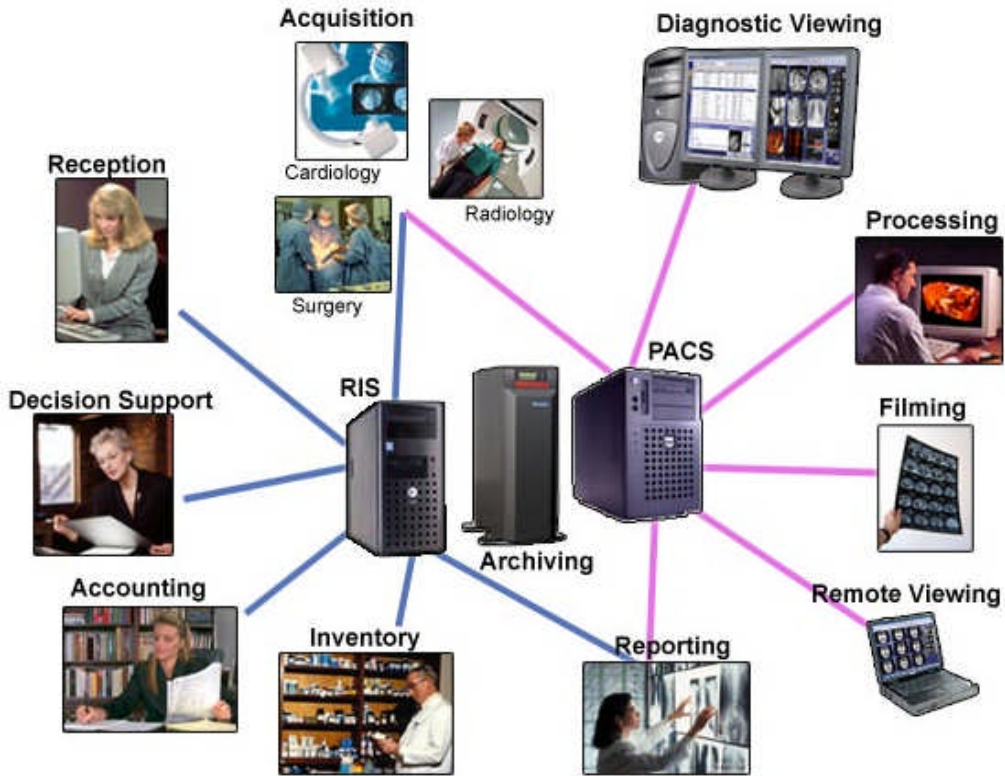 Acquisition
Diagnostic Viewing
Cardiology
Reception
Radiology
Processing
Surgery
PACS
RIS
Decision Support
Filming
Archiving
Accounting
Remote Viewing
Inventory
Reporting